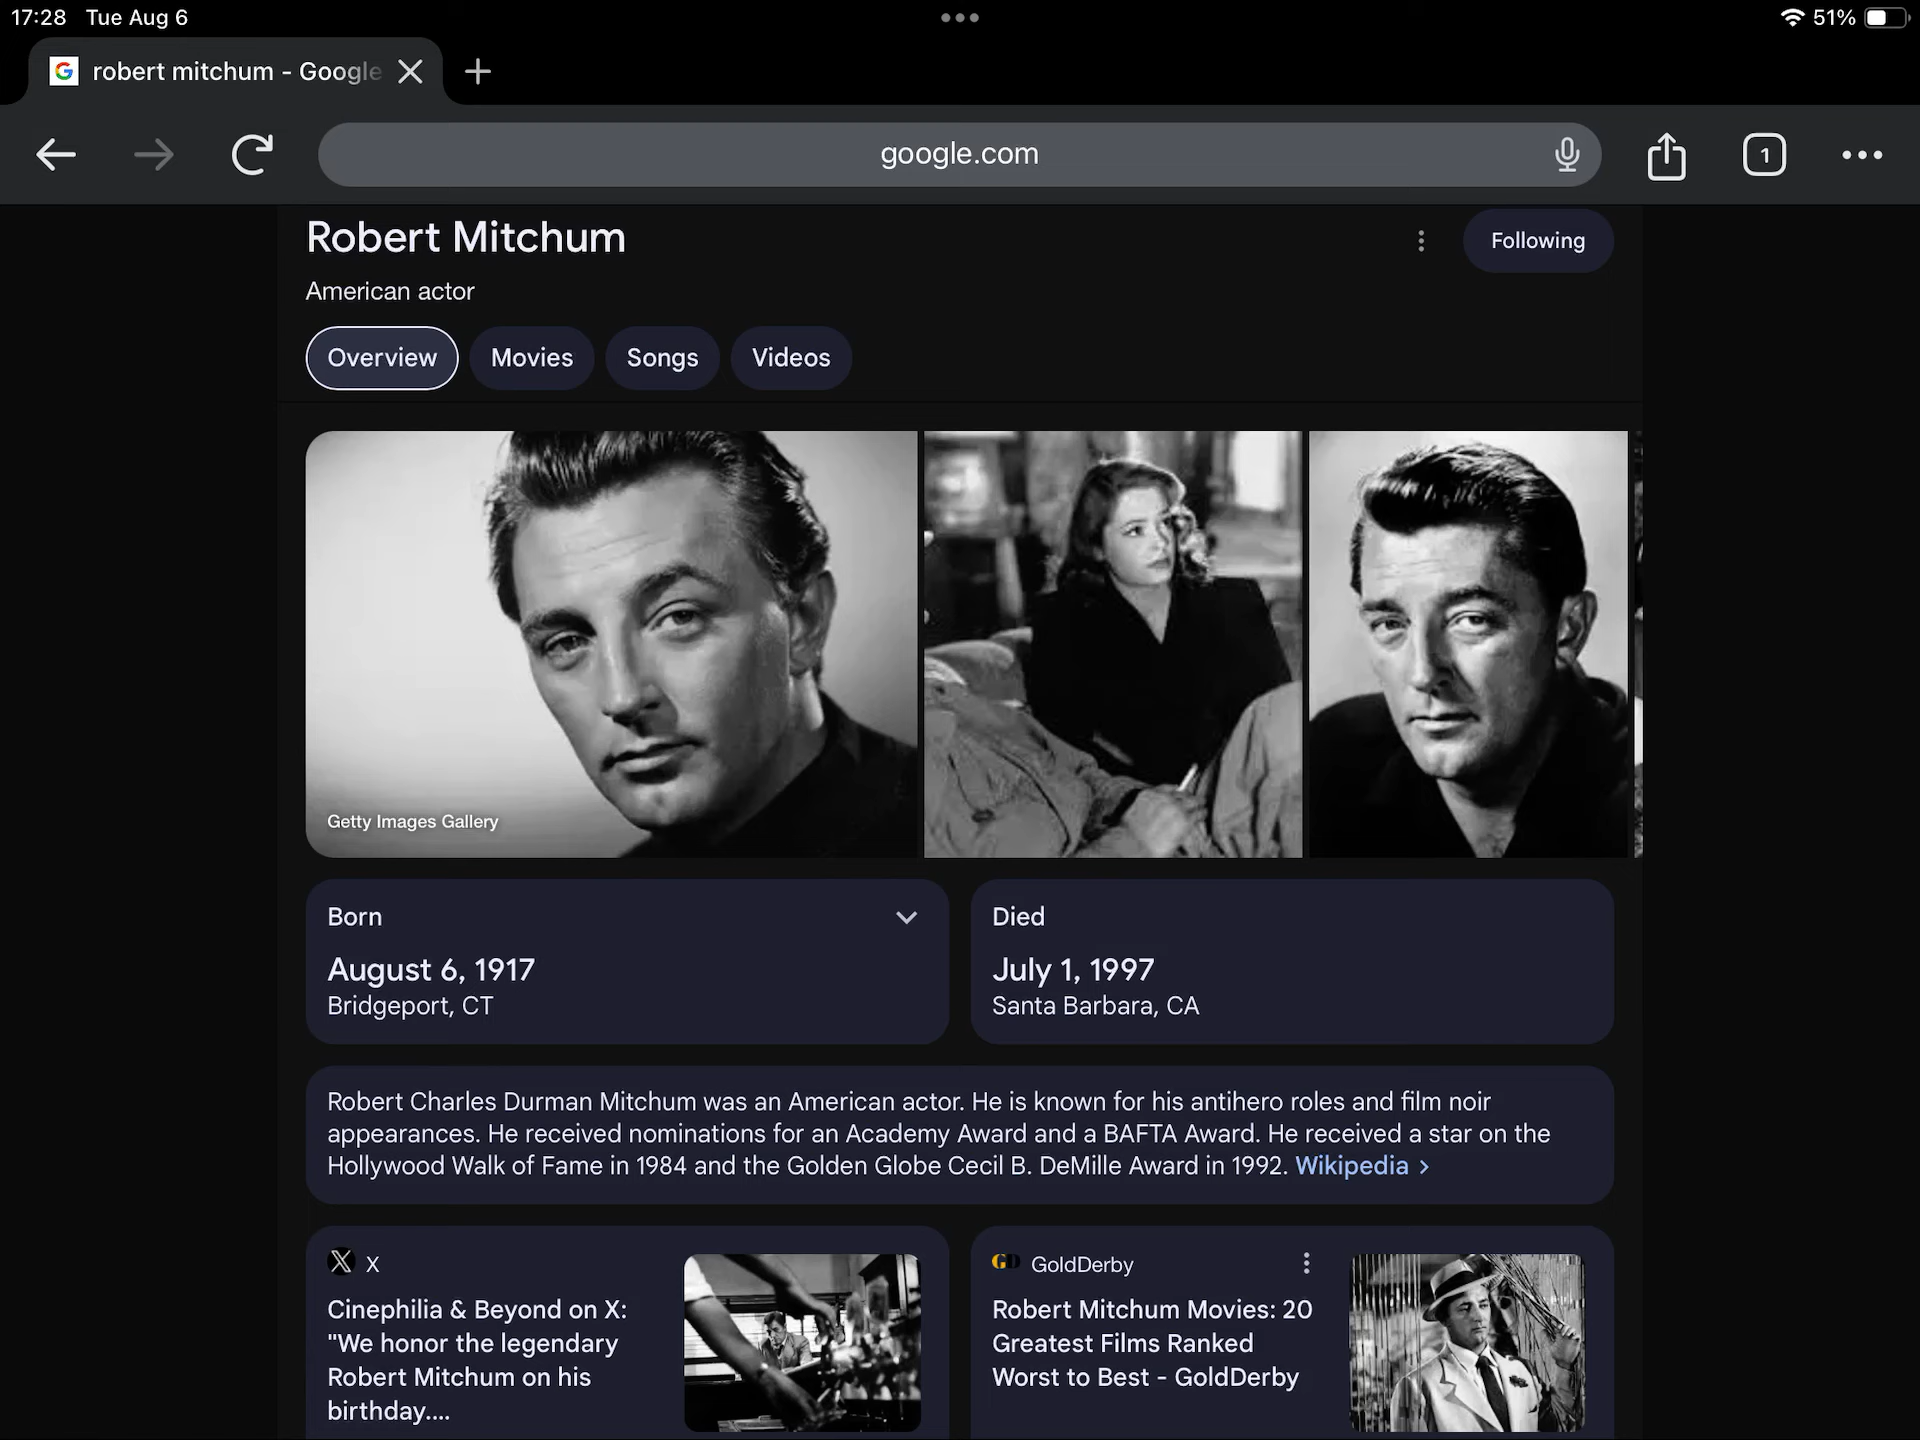 17:28 Tue Aug 6
51%
robert mitchum - Google
google.com
1
Robert Mitchum
Following
American actor
Overview
Movies
Songs
Videos
Getty Images Gallery
Born
August 6, 1917
Bridgeport, CT
Died
July 1, 1997
Santa Barbara, CA
Robert Charles Durman Mitchum was an American actor. He is known for his antihero roles and film noir
appearances. He received nominations for an Academy Award and a BAFTA Award. He received a star on the
Hollywood Walk of Fame in 1984 and the Golden Globe Cecil B. DeMille Award in 1992. Wikipedia >
X
Cinephilia & Beyond on X:
"We honor the legendary
Robert Mitchum on his
birthday....
GD GoldDerby
Robert Mitchum Movies: 20
Greatest Films Ranked
Worst to Best - GoldDerby